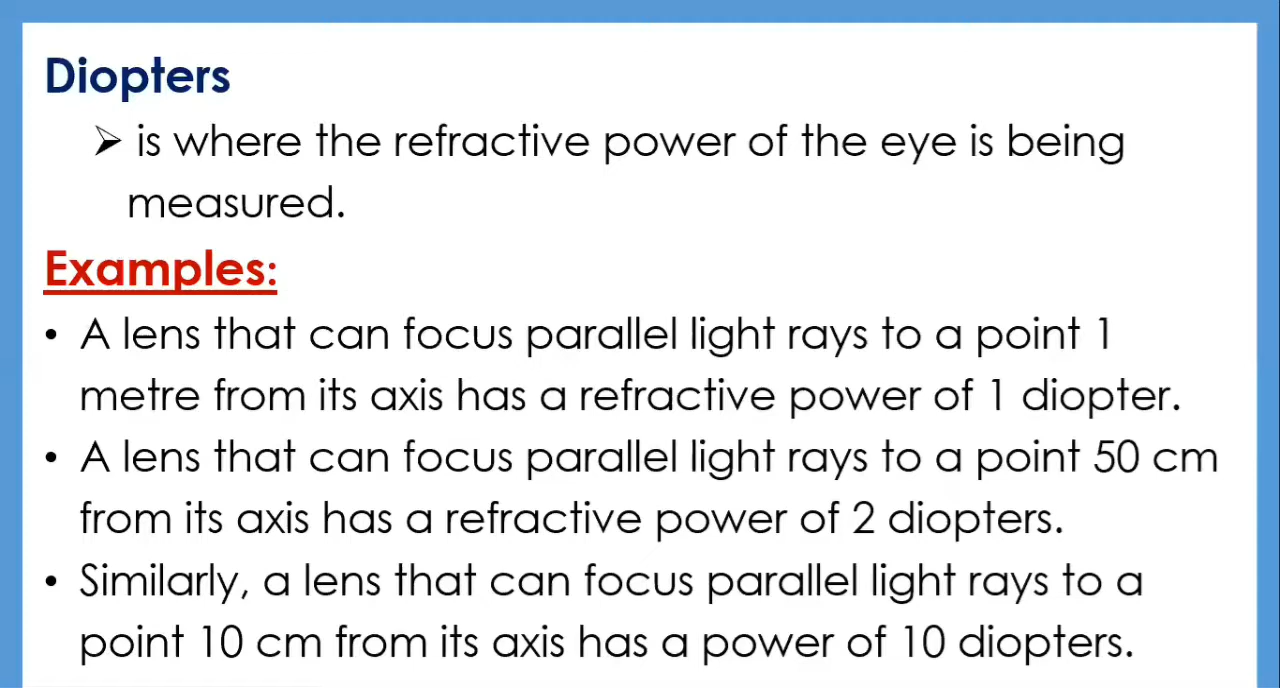 Diopters
➢ is where the refractive power of the eye is being
measured.
Examples:
• A lens that can focus parallel light rays to a point 1
metre from its axis has a refractive power of 1 diopter.
• A lens that can focus parallel light rays to a point 50 cm
from its axis has a refractive power of 2 diopters.
• Similarly, a lens that can focus parallel light rays to a
point 10 cm from its axis has a power of 10 diopters.